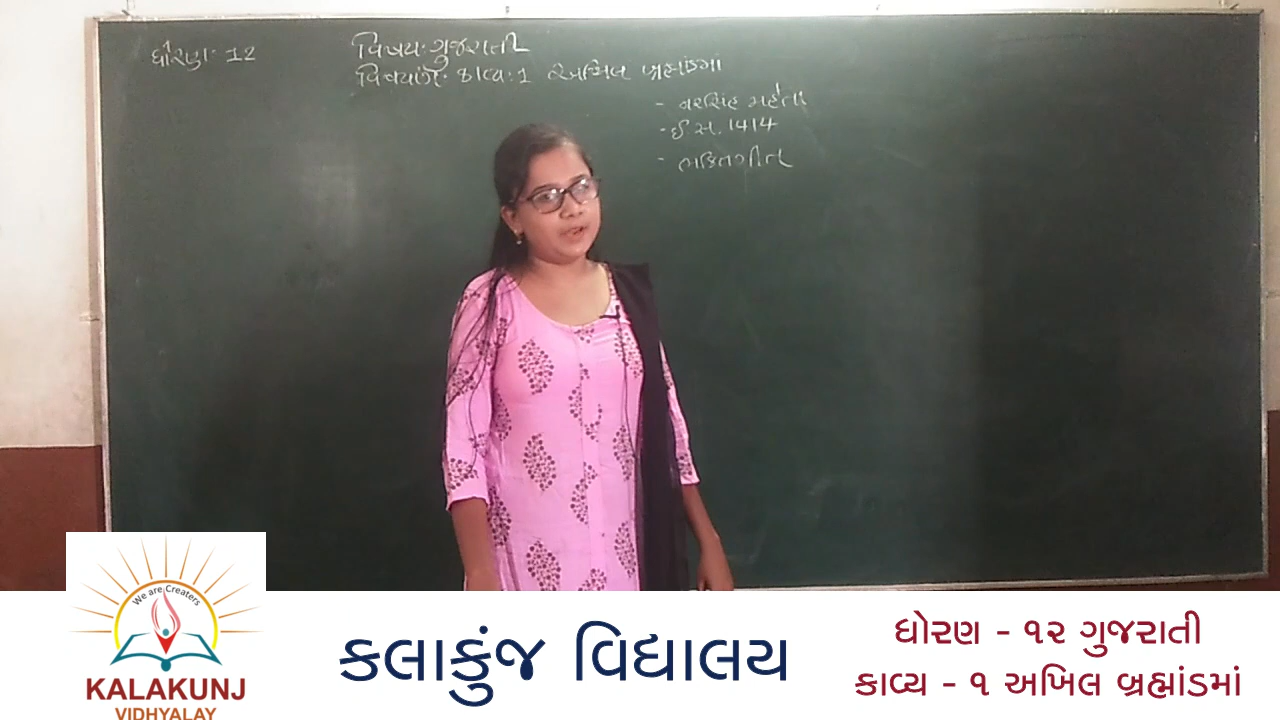 ધોરણ: 12
વિષય: ગુજરાતી
વિષયાંગ: કાવ્ય: 1 અખિલ બ્રહ્માંડમાં
- નરસિંહ મહેતા
- ઈ.સ. 1414
- ભક્તિગીત
We are Creaters
KALAKUNJ
VIDHYALAY
કલાકુંજ વિદ્યાલય
ધોરણ - ૧૨ ગુજરાતી
કાવ્ય - ૧ અખિલ બ્રહ્માંડમાં